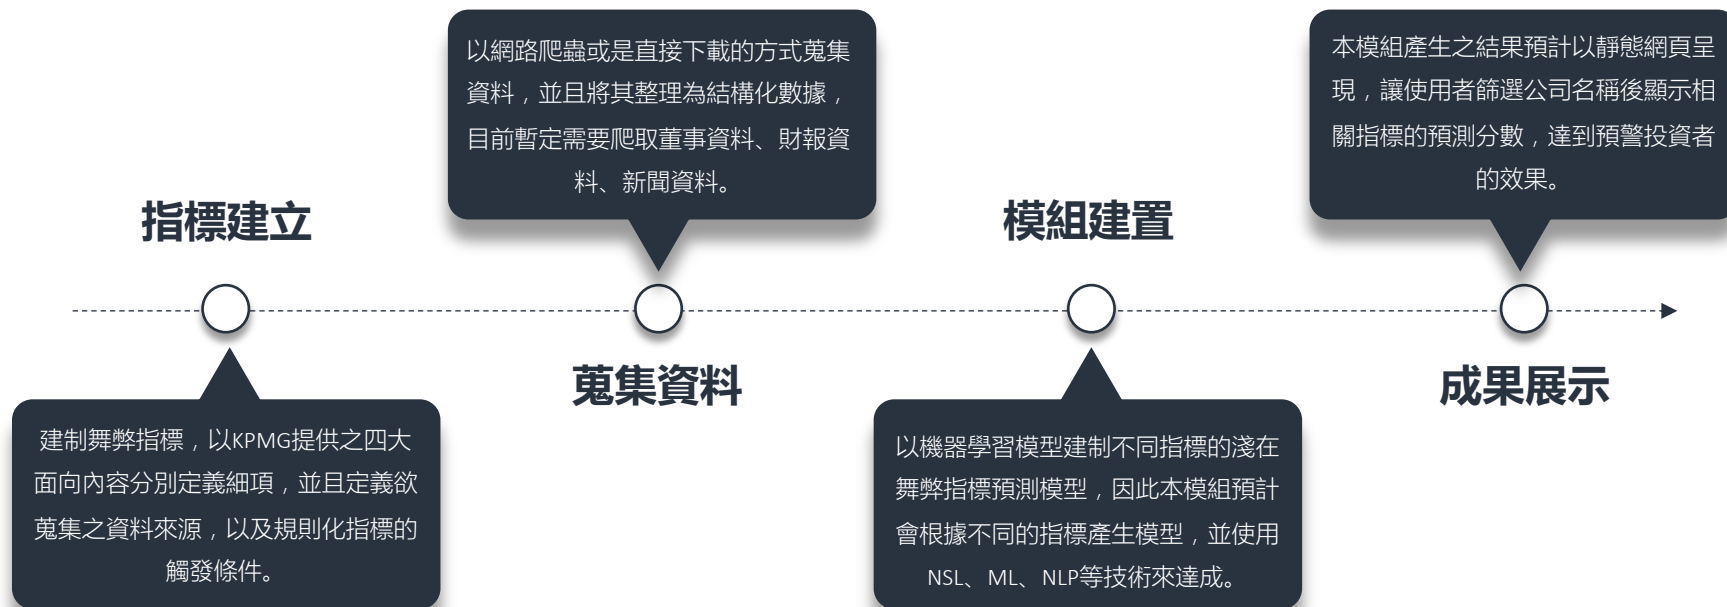 指標建立
建制舞弊指標，以KPMG提供之四大
面向內容分別定義細項，並且定義欲
蒐集之資料來源，以及規則化指標的
觸發條件。
以網路爬蟲或是直接下載的方式蒐集
資料，並且將其整理為結構化數據，
目前暫定需要爬取董事資料、財報資
料、新聞資料。
蒐集資料
模組建置
以機器學習模型建制不同指標的淺在
舞弊指標預測模型，因此本模組預計
會根據不同的指標產生模型，並使用
NSL、ML、NLP等技術來達成。
本模組產生之結果預計以靜態網頁呈
現，讓使用者篩選公司名稱後顯示相
關指標的預測分數，達到預警投資者
的效果。
成果展示